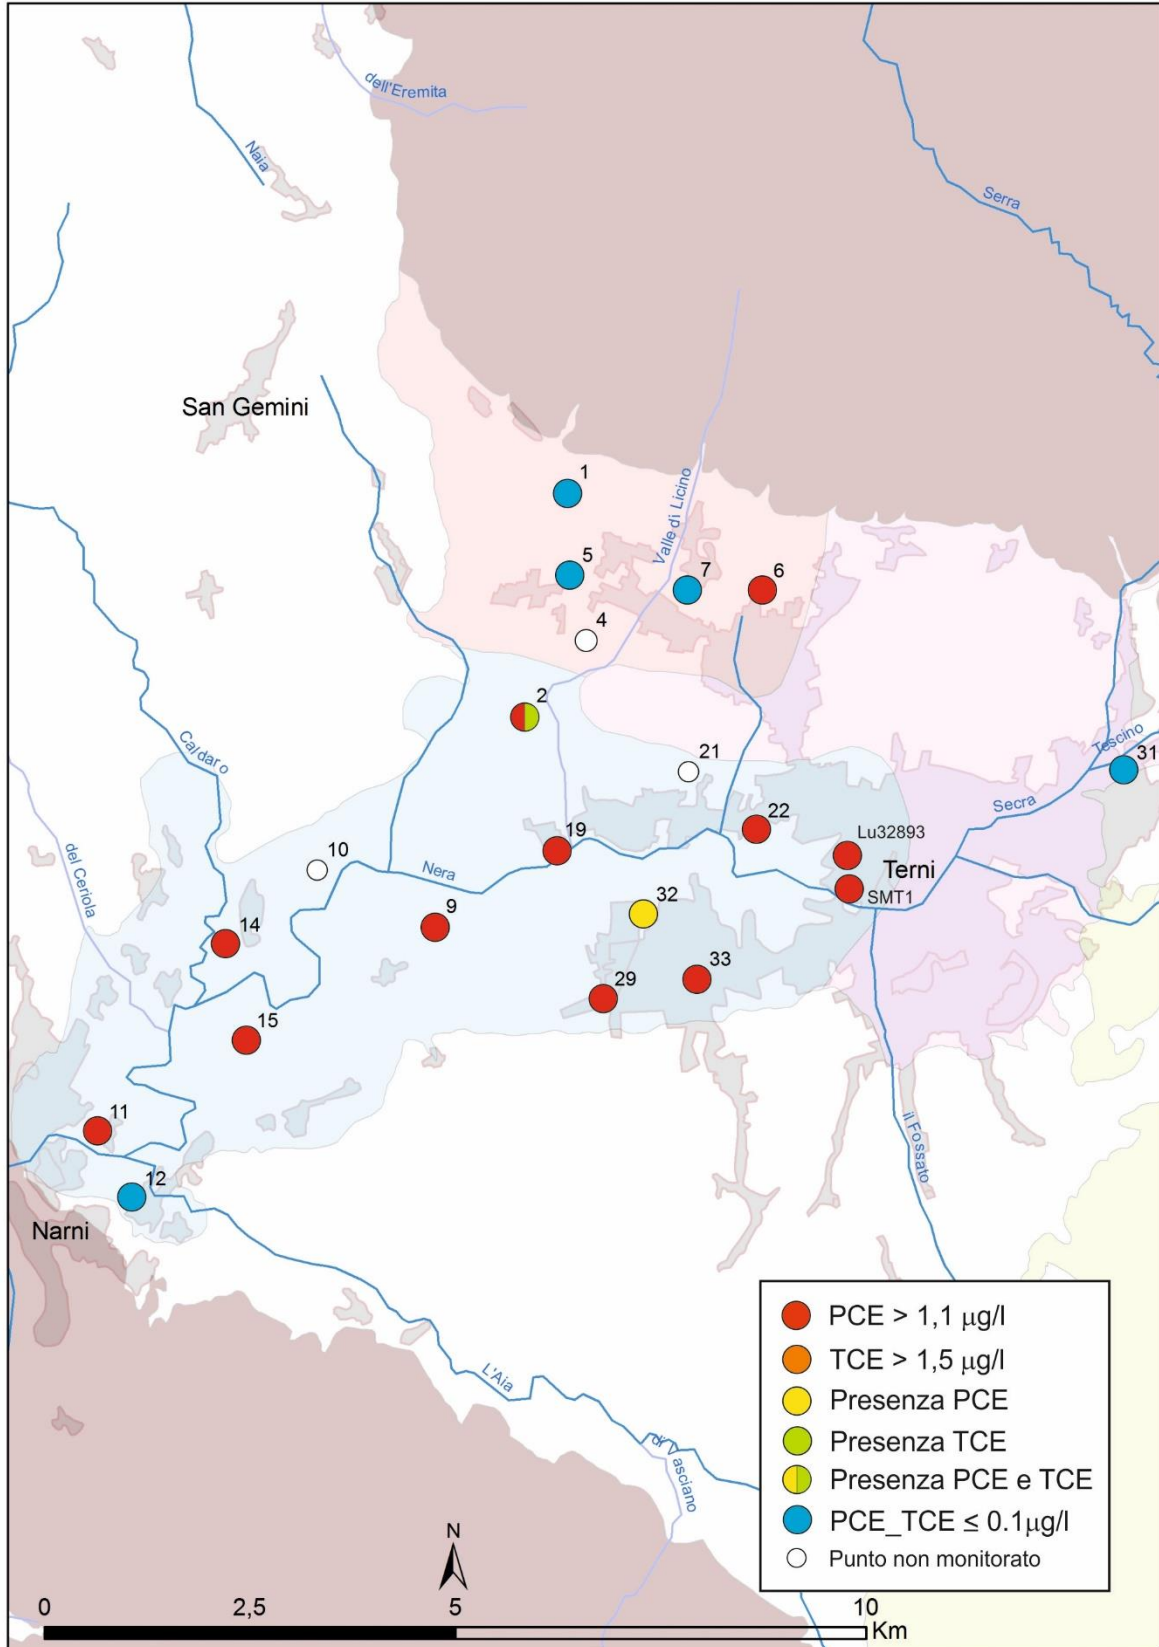 dell'Eremita
Naia
Serra
San Gemini
1
Valle di Licino
5
7
6
4
2
Caldaro
21
Tescino
31
Secra
22
19
Lu32893
Terni
10
del Ceriola
Nera
SMT1
32
9
14
33
29
15
11
il Fossato
12
Narni
L'Aia
di Vasciano
PCE > 1,1 µg/l
TCE > 1,5 µg/l
Presenza PCE
Presenza TCE
Presenza PCE e TCE
PCE_TCE ≤ 0.1µg/l
Punto non monitorato
N
0 2,5 5 10
Km